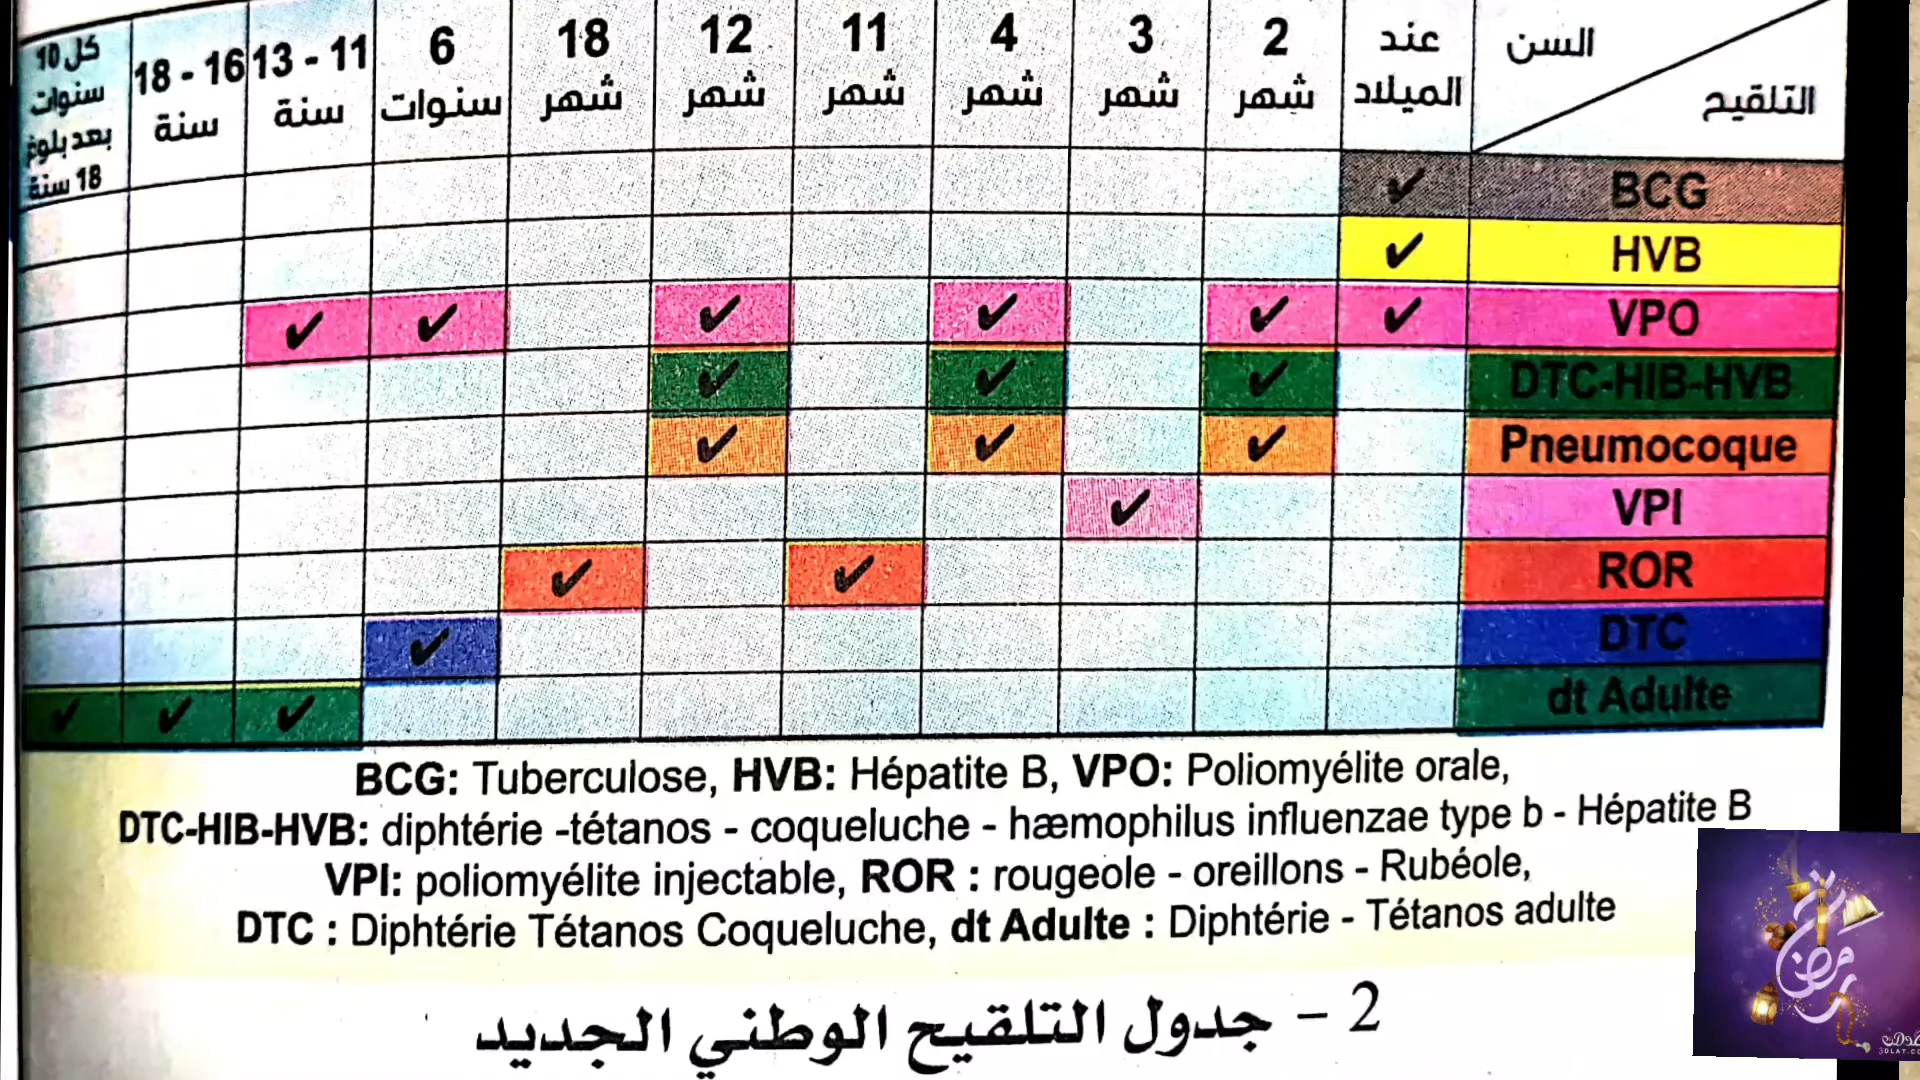 السن
التلقيح
عند الميلاد
2 شهر
3 شهر
4 شهر
11 شهر
12 شهر
18 شهر
6 سنوات
11 - 13 سنة
16 - 18 سنة
كل 10 سنوات بعد بلوغ 18 سنة
BCG ✔
HVB ✔
VPO ✔ ✔ ✔ ✔ ✔ ✔
DTC-HIB-HVB ✔ ✔ ✔
Pneumocoque ✔ ✔ ✔
VPI ✔
ROR ✔ ✔
DTC ✔
dt Adulte ✔ ✔ ✔
BCG: Tuberculose, HVB: Hépatite B, VPO: Poliomyélite orale,
DTC-HIB-HVB: diphtérie -tétanos - coqueluche - hæmophilus influenzae type b - Hépatite B
VPI: poliomyélite injectable, ROR : rougeole - oreillons - Rubéole,
DTC : Diphtérie Tétanos Coqueluche, dt Adulte : Diphtérie - Tétanos adulte
2 - جدول التلقيح الوطني الجديد
رمضان